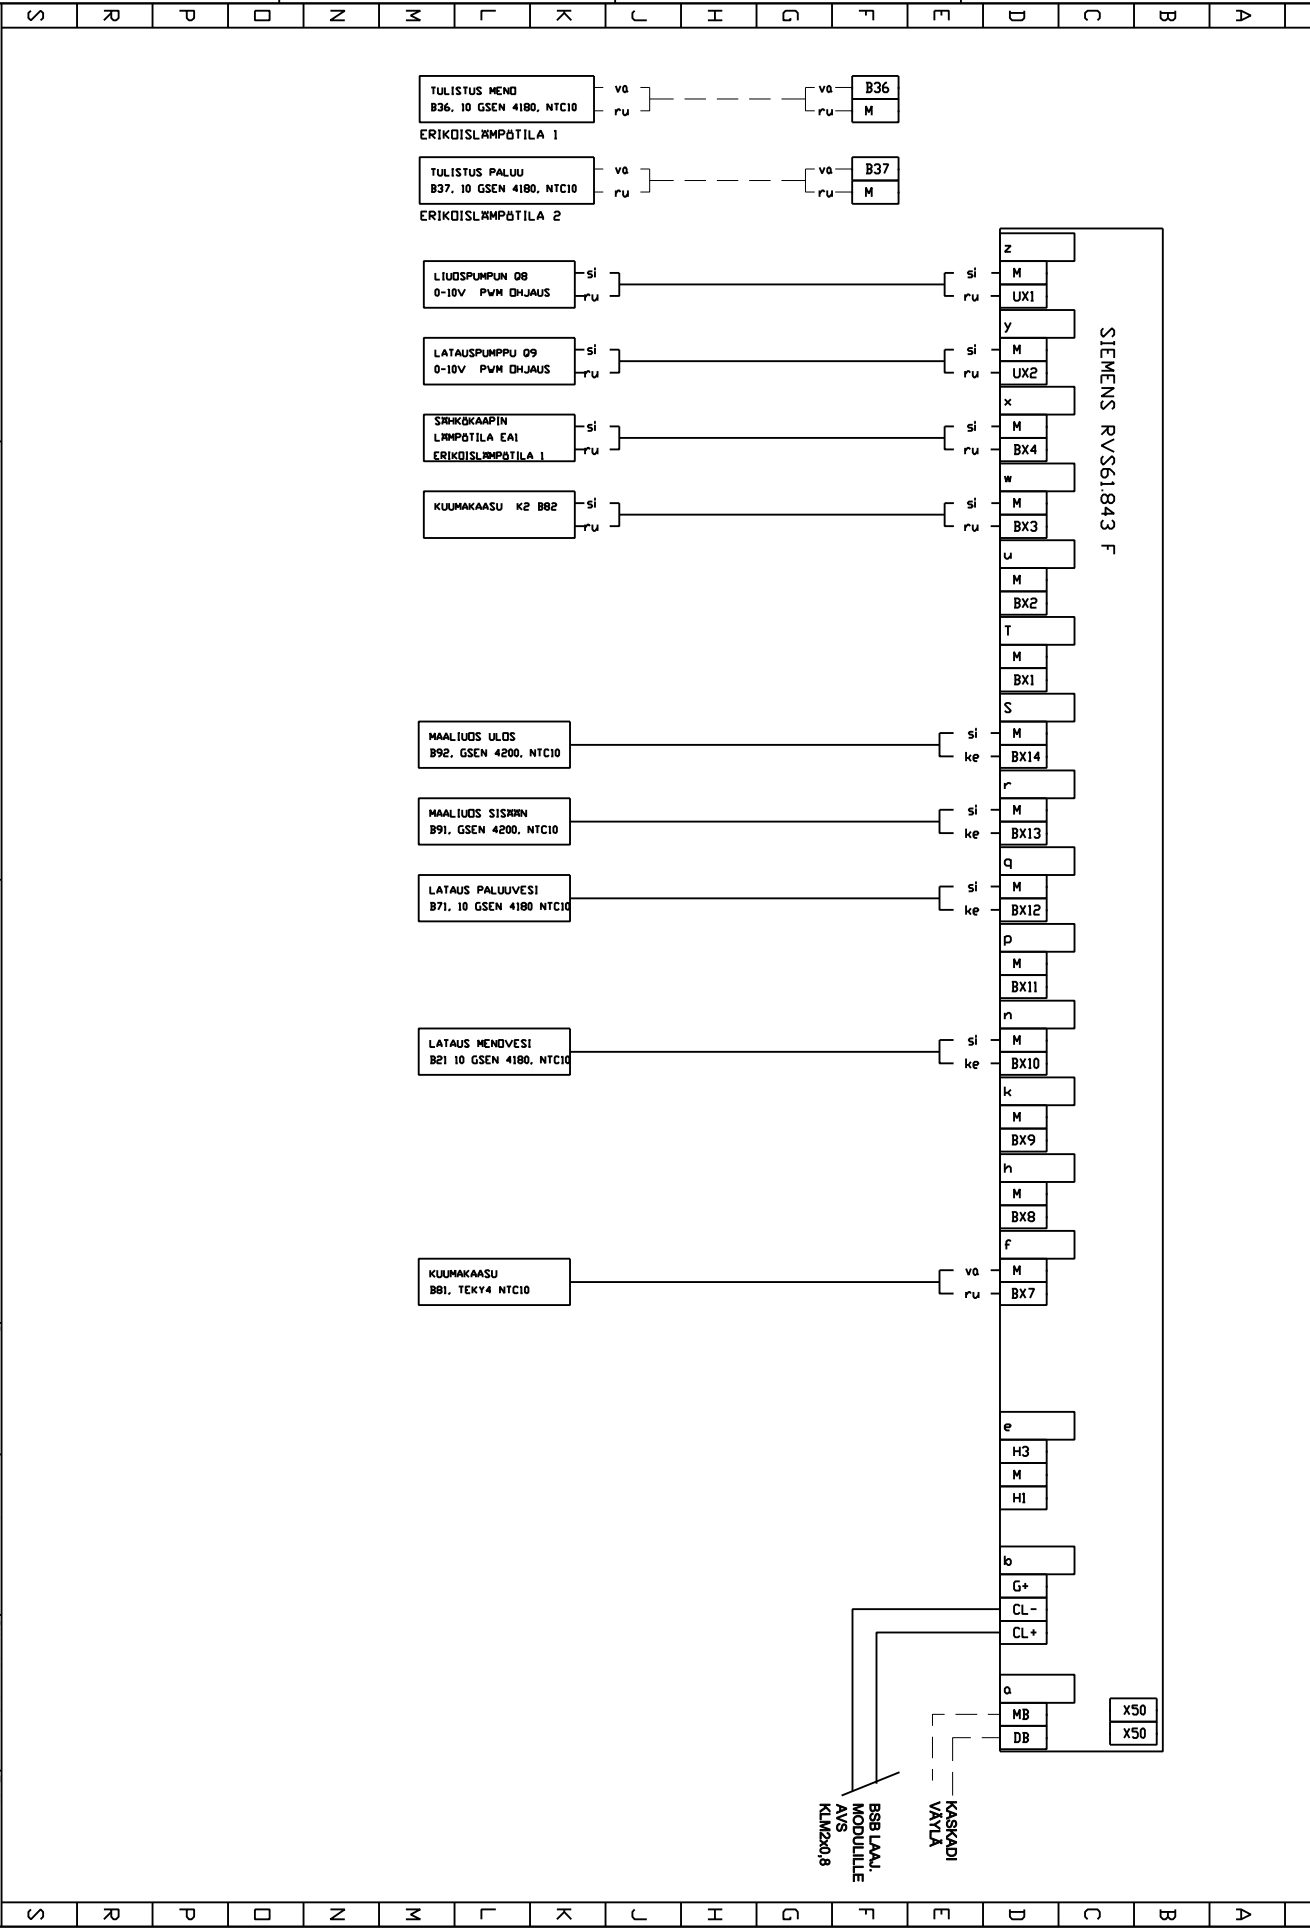 S R P O N M L K J H G F E D C B A
TULISTUS MENO
B36, 10 GSEN 4180, NTC10
va
ru
va
ru
B36
M
ERIKOISLÄMPÖTILA 1
TULISTUS PALUU
B37, 10 GSEN 4180, NTC10
va
ru
va
ru
B37
M
ERIKOISLÄMPÖTILA 2
SIEMENS RVS61.843 F
z
LIUOSPUMPUN Q8
0-10V PWM OHJAUS
si
ru
si
ru
M
UX1
y
LATAUSPUMPPU Q9
0-10V PWM OHJAUS
si
ru
si
ru
M
UX2
x
SÄHKÖKAAPIN
LÄMPÖTILA EA1
ERIKOISLÄMPÖTILA 1
si
ru
si
ru
M
BX4
w
KUUMAKAASU K2 B82
si
ru
si
ru
M
BX3
u
M
BX2
T
M
BX1
S
MAALIUOS ULOS
B92, GSEN 4200, NTC10
si
ke
M
BX14
r
MAALIUOS SISÄÄN
B91, GSEN 4200, NTC10
si
ke
M
BX13
q
LATAUS PALUUVESI
B71, 10 GSEN 4180 NTC10
si
ke
M
BX12
p
M
BX11
n
LATAUS MENOVESI
B21 10 GSEN 4180, NTC10
si
ke
M
BX10
k
M
BX9
h
M
BX8
f
KUUMAKAASU
B81, TEKY4 NTC10
va
ru
M
BX7
e
H3
M
H1
b
G+
CL-
CL+
a
MB
DB
X50
X50
KASKADI
VÄYLÄ
BSB LAAJ.
MODULILLE
AVS
KLM2x0,8
S R P O N M L K J H G F E D C B A